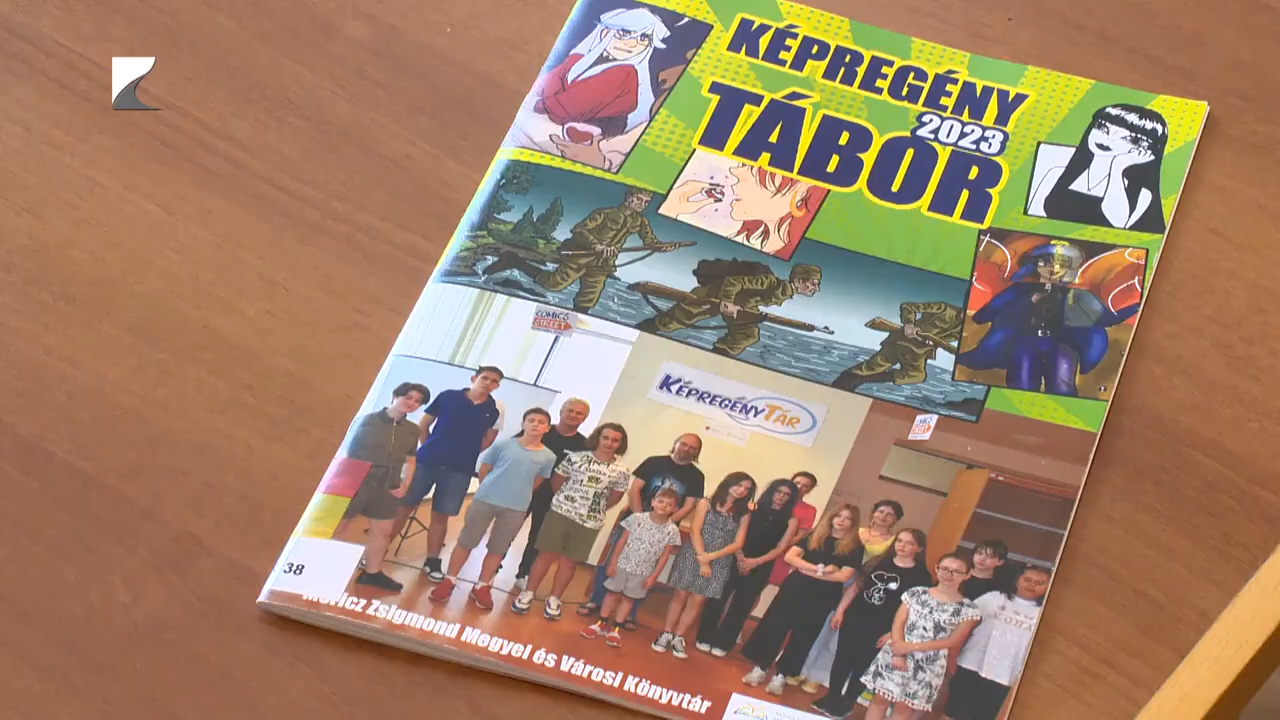 KÉPREGÉNY
2023
TÁBOR
COMICS
STREET
KÉPREGÉNYTÁR
38
Móricz Zsigmond Megyei és Városi Könyvtár